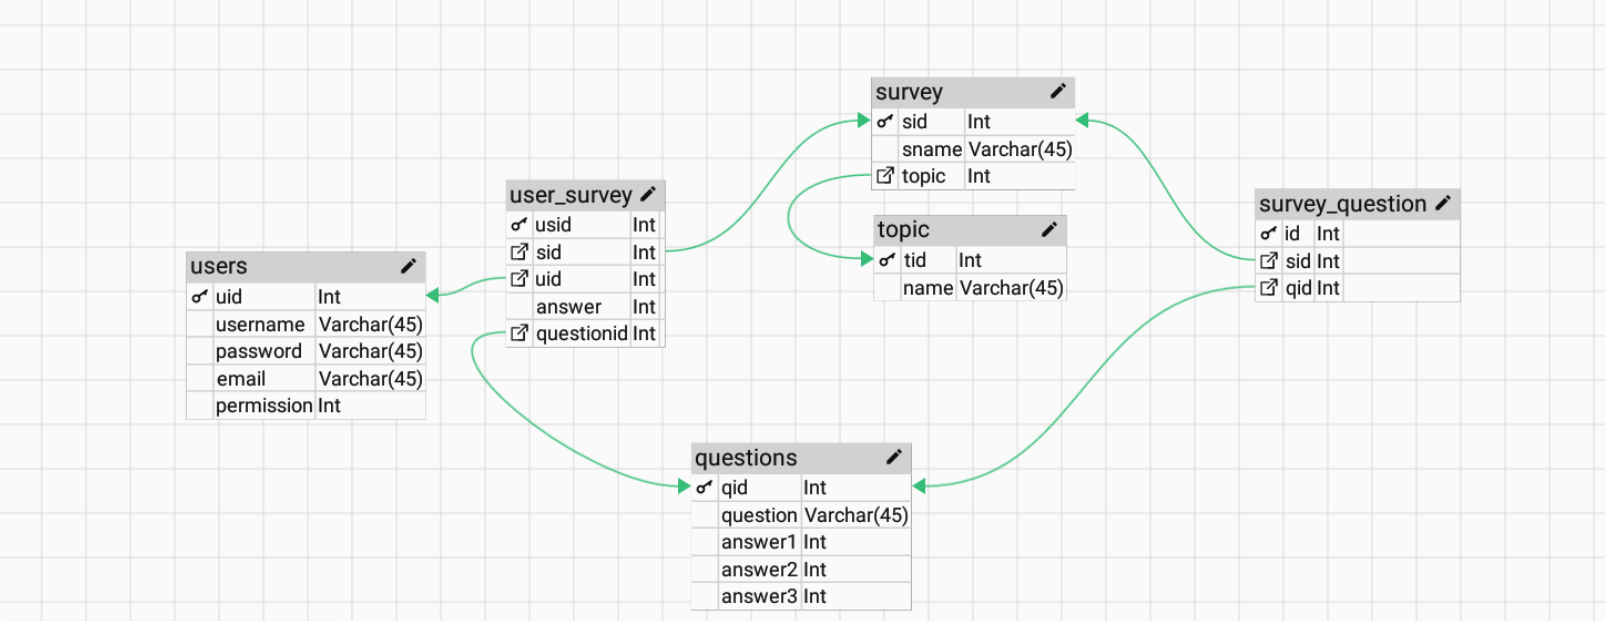 survey
sid Int
sname Varchar(45)
topic Int
user_survey
usid Int
sid Int
uid Int
answer Int
questionid Int
survey_question
id Int
sid Int
qid Int
topic
tid Int
name Varchar(45)
users
uid Int
username Varchar(45)
password Varchar(45)
email Varchar(45)
permission Int
questions
qid Int
question Varchar(45)
answer1 Int
answer2 Int
answer3 Int